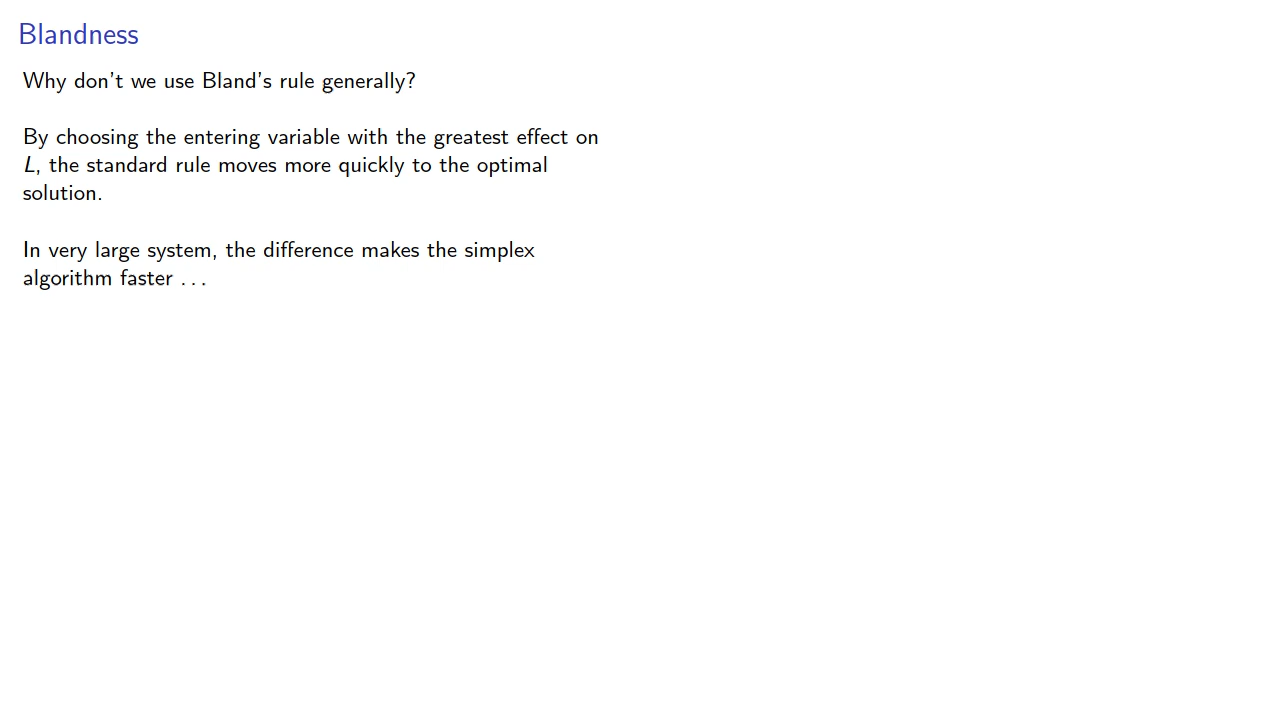 Blandness
Why don't we use Bland's rule generally?
By choosing the entering variable with the greatest effect on
L, the standard rule moves more quickly to the optimal
solution.
In very large system, the difference makes the simplex
algorithm faster ...